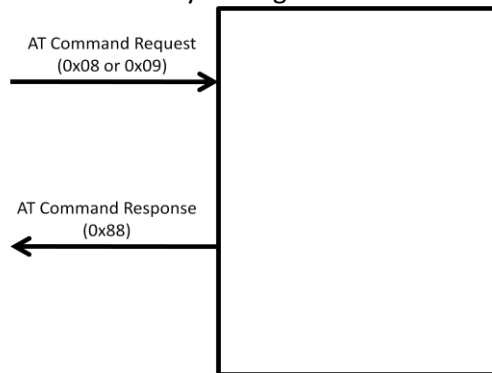 AT Command Request
(0x08 or 0x09)
AT Command Response
(0x88)